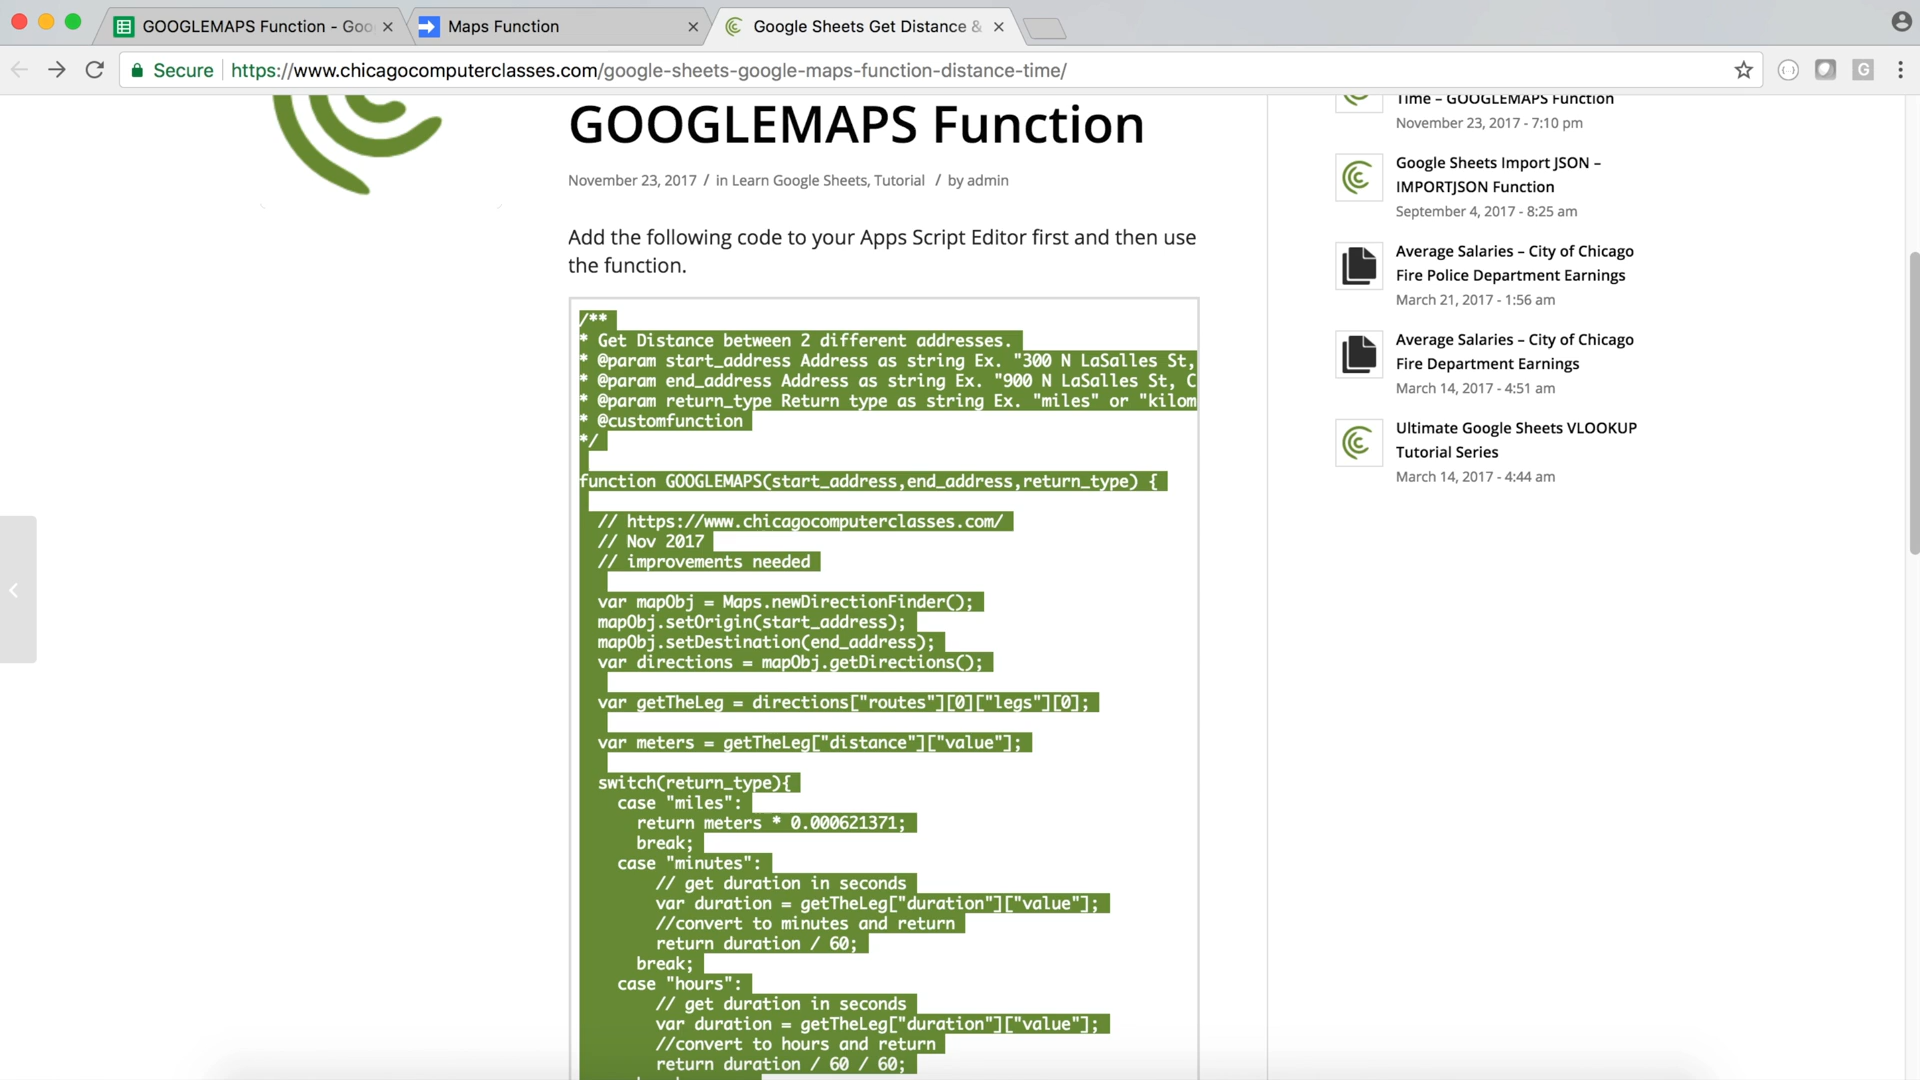 GOOGLEMAPS Function - Goo
Maps Function
Google Sheets Get Distance &
Secure
https://www.chicagocomputerclasses.com/google-sheets-google-maps-function-distance-time/
G
GOOGLEMAPS Function
November 23, 2017 / in Learn Google Sheets, Tutorial / by admin
Add the following code to your Apps Script Editor first and then use
the function.
/**
* Get Distance between 2 different addresses.
* @param start_address Address as string Ex. "300 N LaSalles St,
* @param end_address Address as string Ex. "900 N LaSalles St, C
* @param return_type Return type as string Ex. "miles" or "kilom
* @customfunction
*/
function GOOGLEMAPS(start_address,end_address,return_type) {
// https://www.chicagocomputerclasses.com/
// Nov 2017
// improvements needed
var mapObj = Maps.newDirectionFinder();
mapObj.setOrigin(start_address);
mapObj.setDestination(end_address);
var directions = mapObj.getDirections();
var getTheLeg = directions["routes"][0]["legs"][0];
var meters = getTheLeg["distance"]["value"];
switch(return_type){
case "miles":
return meters * 0.000621371;
break;
case "minutes":
// get duration in seconds
var duration = getTheLeg["duration"]["value"];
//convert to minutes and return
return duration / 60;
break;
case "hours":
// get duration in seconds
var duration = getTheLeg["duration"]["value"];
//convert to hours and return
return duration / 60 / 60;
Time – GOOGLEMAPS Function
November 23, 2017 - 7:10 pm
Google Sheets Import JSON –
IMPORTJSON Function
September 4, 2017 - 8:25 am
Average Salaries – City of Chicago
Fire Police Department Earnings
March 21, 2017 - 1:56 am
Average Salaries – City of Chicago
Fire Department Earnings
March 14, 2017 - 4:51 am
Ultimate Google Sheets VLOOKUP
Tutorial Series
March 14, 2017 - 4:44 am